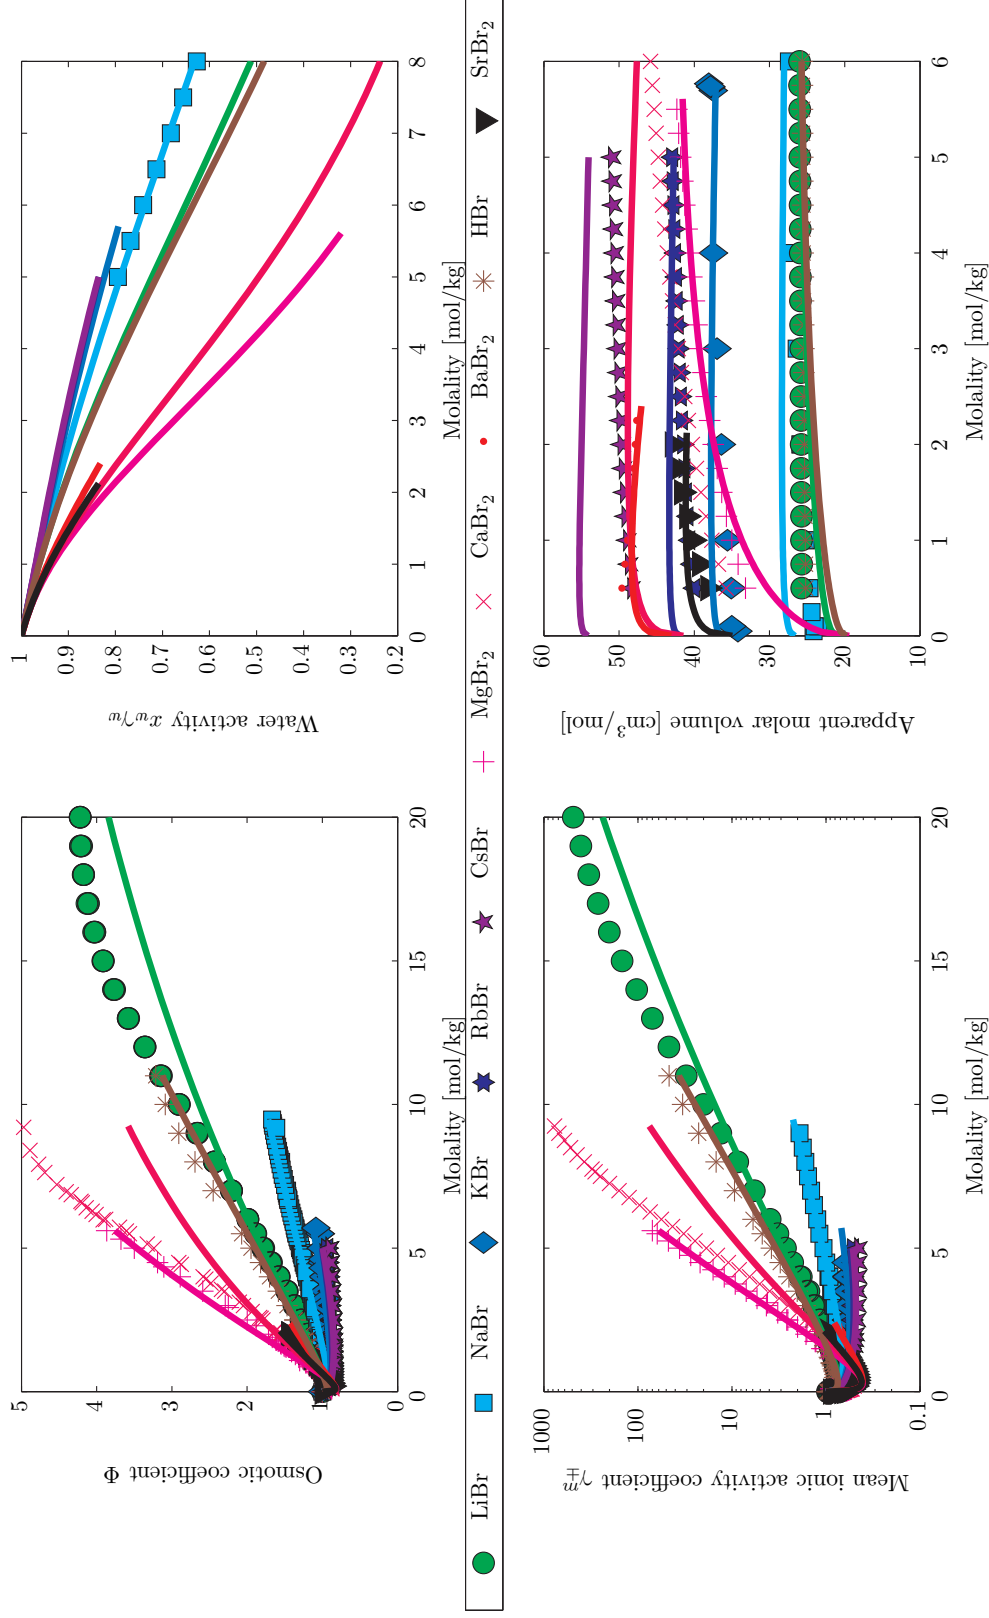 Osmotic coefficient Φ
5
4
3
2
1
0
0 5 10 15 20
Molality [mol/kg]
Water activity x_w γ_w
1
0.9
0.8
0.7
0.6
0.5
0.4
0.3
0.2
0 1 2 3 4 5 6 7 8
Molality [mol/kg]
LiBr NaBr KBr RbBr CsBr MgBr₂ CaBr₂ BaBr₂ HBr SrBr₂
Mean ionic activity coefficient γ±^m
1000
100
10
1
0.1
0 5 10 15 20
Molality [mol/kg]
Apparent molar volume [cm³/mol]
60
50
40
30
20
10
0 1 2 3 4 5 6
Molality [mol/kg]